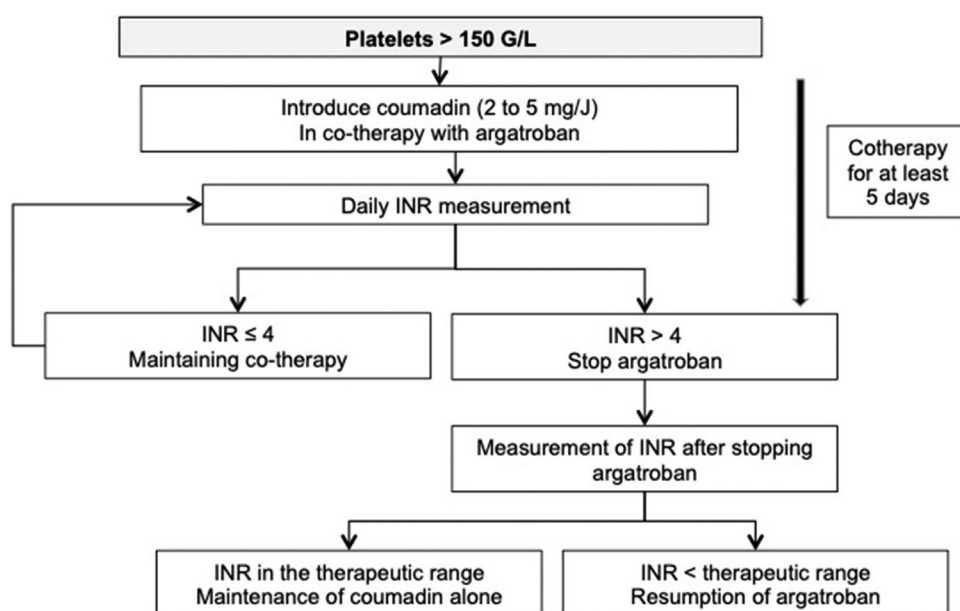 Platelets > 150 G/L
Introduce coumadin (2 to 5 mg/J)
In co-therapy with argatroban
Cotherapy
for at least
5 days
Daily INR measurement
INR ≤ 4
Maintaining co-therapy
INR > 4
Stop argatroban
Measurement of INR after stopping
argatroban
INR in the therapeutic range
Maintenance of coumadin alone
INR < therapeutic range
Resumption of argatroban